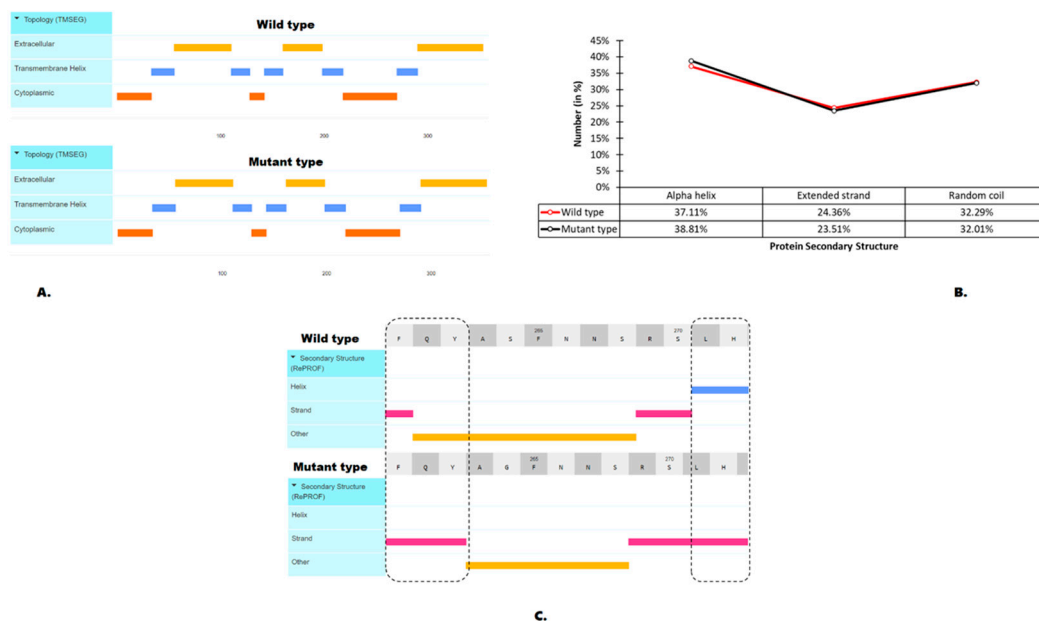 ▼ Topology (TMSEG)
Wild type
Extracellular
Transmembrane Helix
Cytoplasmic
100
200
300
▼ Topology (TMSEG)
Mutant type
Extracellular
Transmembrane Helix
Cytoplasmic
100
200
300
A.
Number (in %)
45%
40%
35%
30%
25%
20%
15%
10%
5%
0%
Alpha helix Extended strand Random coil
Wild type 37.11% 24.36% 32.29%
Mutant type 38.81% 23.51% 32.01%
Protein Secondary Structure
B.
Wild type
265 270
F Q Y A S F N N S R S L H
▼ Secondary Structure
(RePROF)
Helix
Strand
Other
Mutant type
265 270
F Q Y A G F N N S R S L H
▼ Secondary Structure
(RePROF)
Helix
Strand
Other
C.